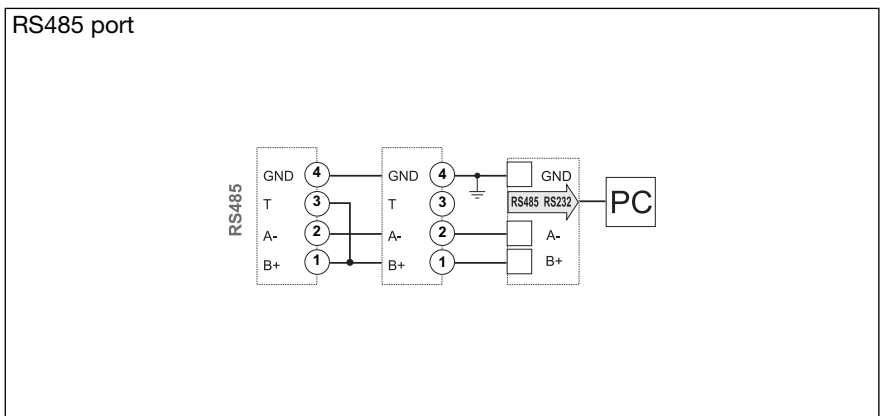 RS485 port
RS485
GND 4
T 3
A- 2
B+ 1
GND 4
T 3
A- 2
B+ 1
GND
RS485 RS232
A-
B+
PC